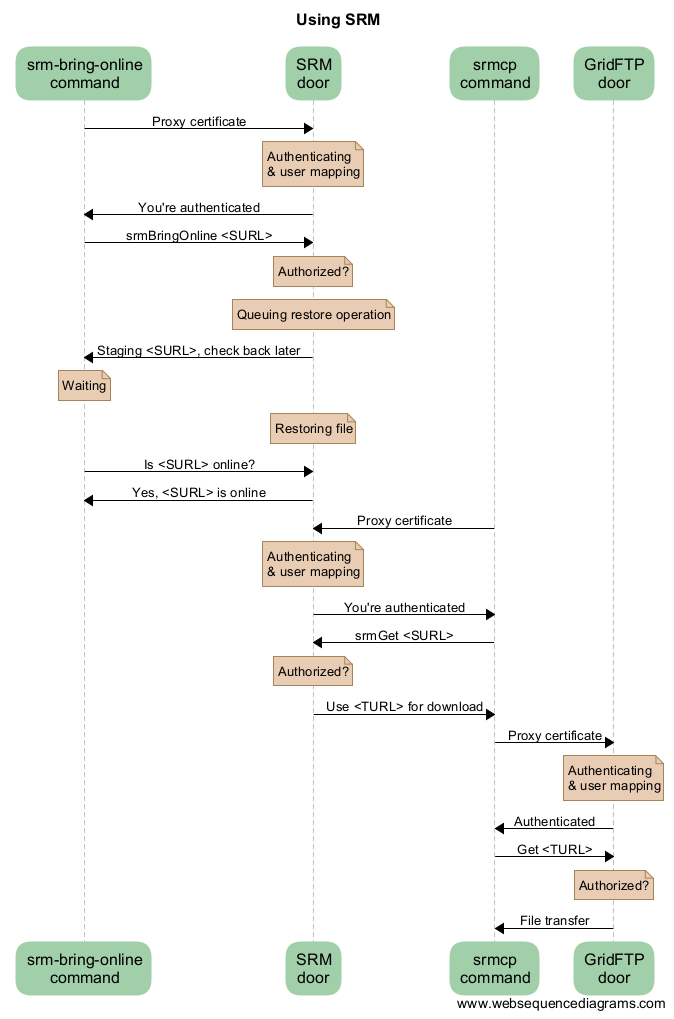 Using SRM
srm-bring-online
command
SRM
door
srmcp
command
GridFTP
door
Proxy certificate
Authenticating
& user mapping
You're authenticated
srmBringOnline <SURL>
Authorized?
Queuing restore operation
Staging <SURL>, check back later
Waiting
Restoring file
Is <SURL> online?
Yes, <SURL> is online
Proxy certificate
Authenticating
& user mapping
You're authenticated
srmGet <SURL>
Authorized?
Use <TURL> for download
Proxy certificate
Authenticating
& user mapping
Authenticated
Get <TURL>
Authorized?
File transfer
srm-bring-online
command
SRM
door
srmcp
command
GridFTP
door
www.websequencediagrams.com